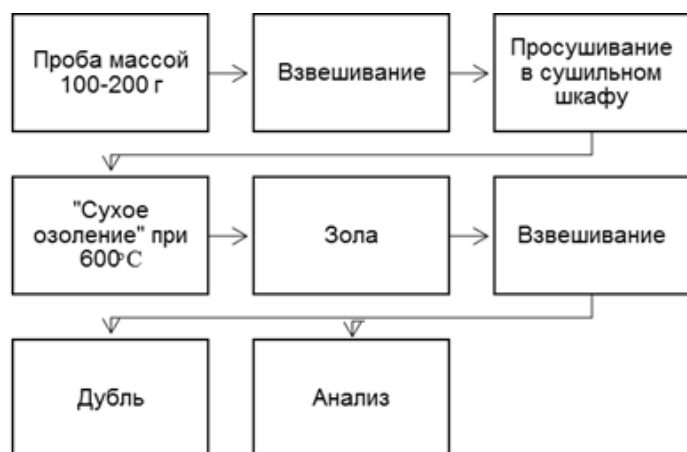 Проба массой
100-200 г
Взвешивание
Просушивание
в сушильном
шкафу
"Сухое
озоление" при
600°C
Зола
Взвешивание
Дубль
Анализ